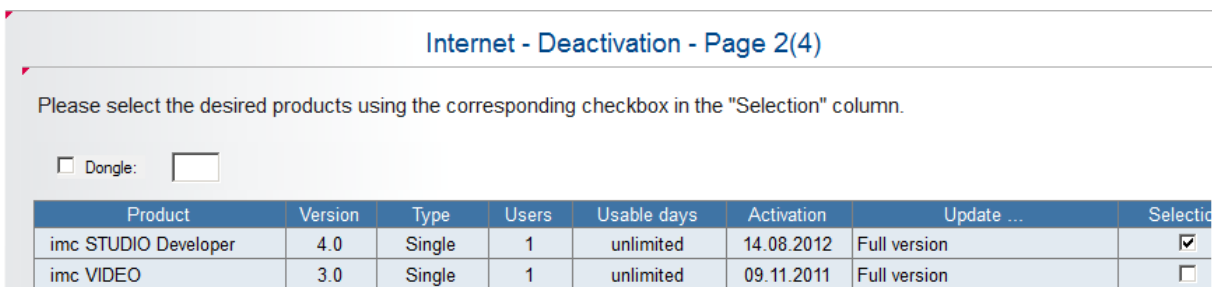 Internet - Deactivation - Page 2(4)
Please select the desired products using the corresponding checkbox in the "Selection" column.
Dongle:
Product Version Type Users Usable days Activation Update ... Selectio
imc STUDIO Developer 4.0 Single 1 unlimited 14.08.2012 Full version
imc VIDEO 3.0 Single 1 unlimited 09.11.2011 Full version